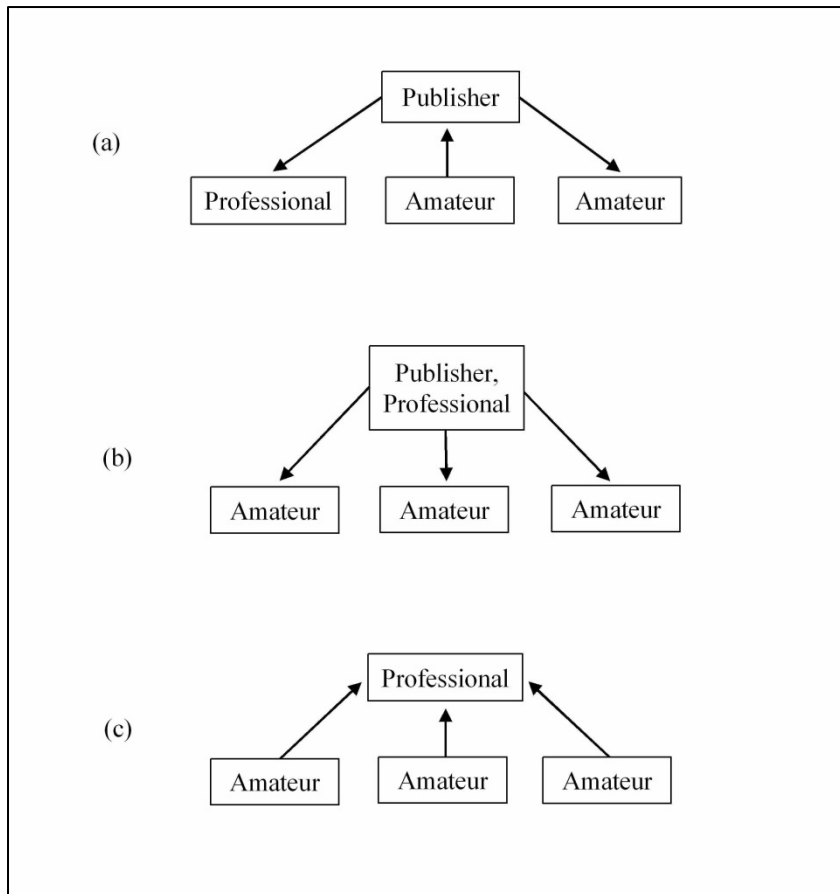 Publisher
(a)
Professional
Amateur
Amateur
Publisher,
Professional
(b)
Amateur
Amateur
Amateur
Professional
(c)
Amateur
Amateur
Amateur